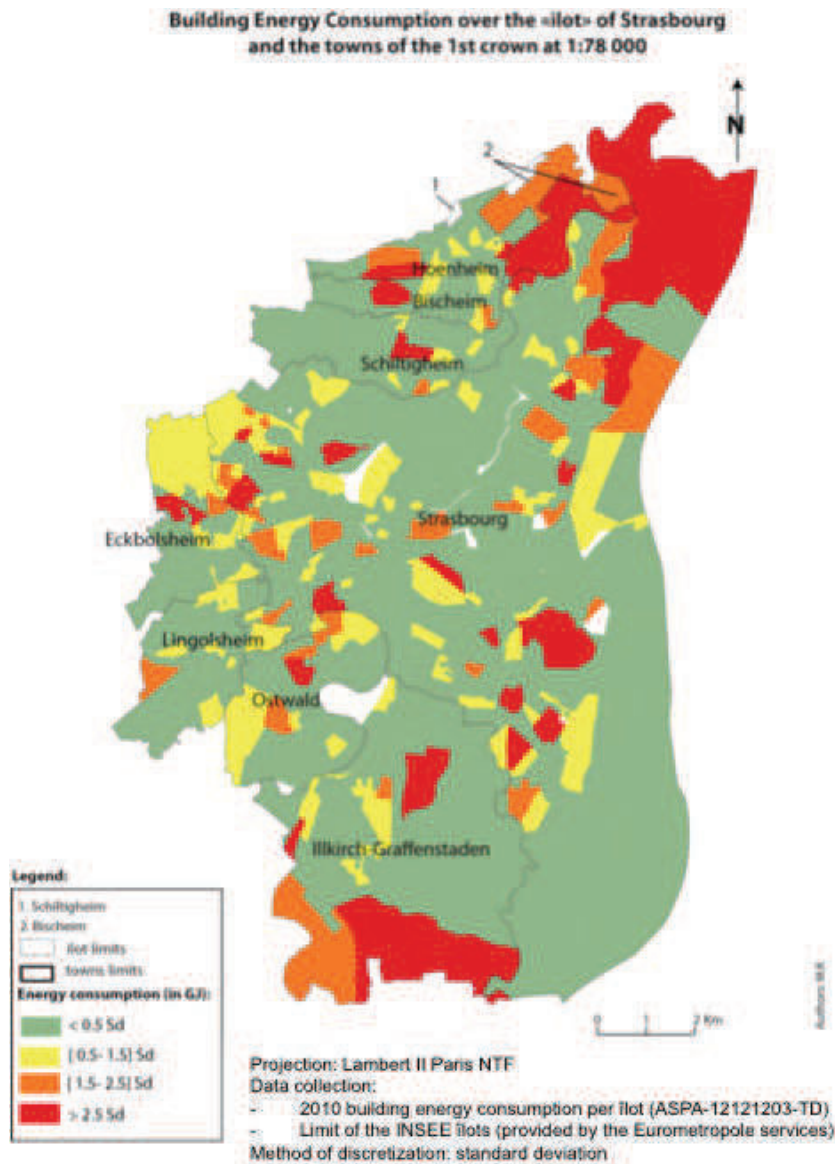 Building Energy Consumption over the «ilot» of Strasbourg
and the towns of the 1st crown at 1:78 000
N
2
1
Hoenheim
Bischeim
Schiltigheim
Strasbourg
Eckbolsheim
Lingolsheim
Ostwald
Illkirch-Graffenstaden
Legend:
1. Schiltigheim
2. Bischeim
îlot limits
towns limits
Energy consumption (in GJ):
< 0.5 Sd
[ 0.5- 1.5[ Sd
[ 1.5- 2.5[ Sd
> 2.5 Sd
0 1 2 Km
Authors: M.R.
Projection: Lambert II Paris NTF
Data collection:
- 2010 building energy consumption per îlot (ASPA-12121203-TD)
- Limit of the INSEE îlots (provided by the Eurometropole services)
Method of discretization: standard deviation